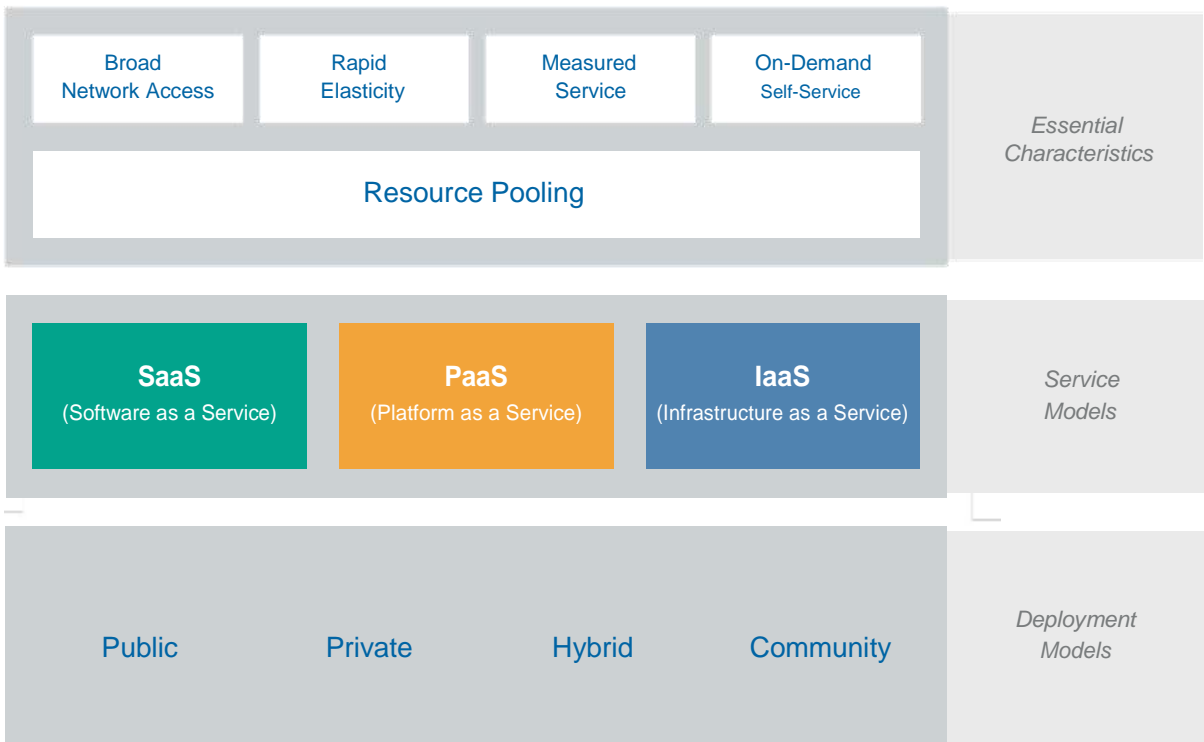 Broad
Network Access
Rapid
Elasticity
Measured
Service
On-Demand
Self-Service
Resource Pooling
Essential
Characteristics
SaaS
(Software as a Service)
PaaS
(Platform as a Service)
IaaS
(Infrastructure as a Service)
Service
Models
Public
Private
Hybrid
Community
Deployment
Models